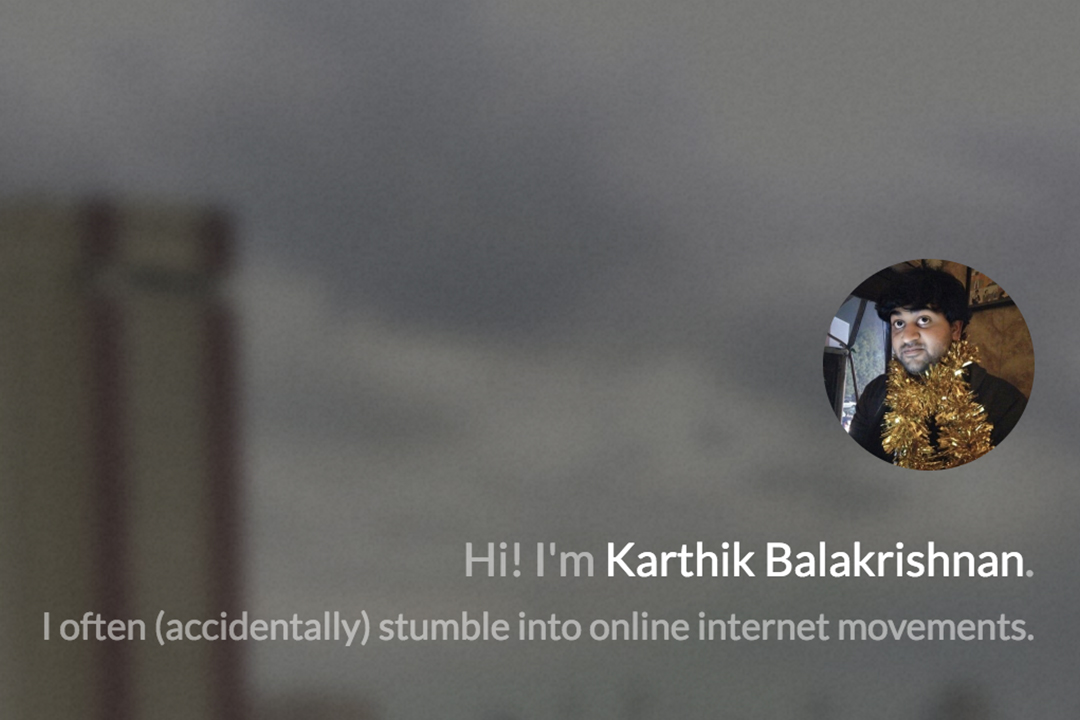 Hi! I'm Karthik Balakrishnan.
I often (accidentally) stumble into online internet movements.